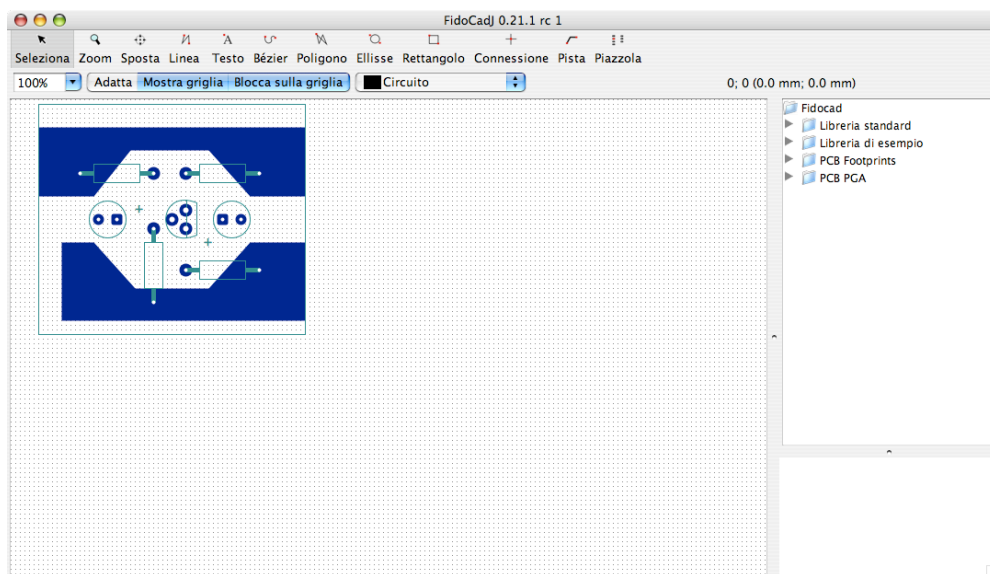 FidoCadJ 0.21.1 rc 1
Seleziona Zoom Sposta Linea Testo Bézier Poligono Ellisse Rettangolo Connessione Pista Piazzola
100% Adatta Mostra griglia Blocca sulla griglia Circuito 0; 0 (0.0 mm; 0.0 mm)
Fidocad
Libreria standard
Libreria di esempio
PCB Footprints
PCB PGA